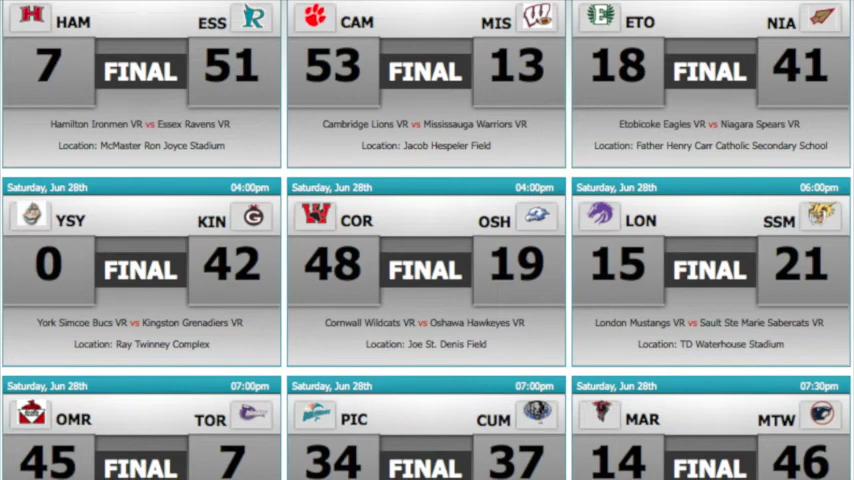 HAM ESS
7 FINAL 51
Hamilton Ironmen VR vs Essex Ravens VR
Location: McMaster Ron Joyce Stadium
CAM MIS
53 FINAL 13
Cambridge Lions VR vs Mississauga Warriors VR
Location: Jacob Hespeler Field
ETO NIA
18 FINAL 41
Etobicoke Eagles VR vs Niagara Spears VR
Location: Father Henry Carr Catholic Secondary School
Saturday, Jun 28th 04:00pm
YSY KIN
0 FINAL 42
York Simcoe Bucs VR vs Kingston Grenadiers VR
Location: Ray Twinney Complex
Saturday, Jun 28th 04:00pm
COR OSH
48 FINAL 19
Cornwall Wildcats VR vs Oshawa Hawkeyes VR
Location: Joe St. Denis Field
Saturday, Jun 28th 06:00pm
LON SSM
15 FINAL 21
London Mustangs VR vs Sault Ste Marie Sabercats VR
Location: TD Waterhouse Stadium
Saturday, Jun 28th 07:00pm
OMR TOR
45 FINAL 7
Saturday, Jun 28th 07:00pm
PIC CUM
34 FINAL 37
Saturday, Jun 28th 07:30pm
MAR MTW
14 FINAL 46